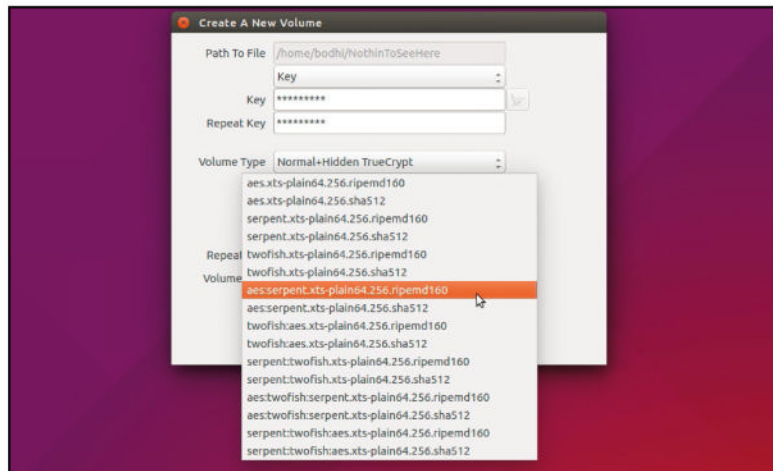 Create A New Volume
Path To File /home/bodhi/NothinToSeeHere
Key
Key *********
Repeat Key *********
Volume Type Normal+Hidden TrueCrypt
aes.xts-plain64.256.ripemd160
aes.xts-plain64.256.sha512
serpent.xts-plain64.256.ripemd160
serpent.xts-plain64.256.sha512
Repeat twofish.xts-plain64.256.ripemd160
twofish.xts-plain64.256.sha512
Volume
aes:serpent.xts-plain64.256.ripemd160
aes:serpent.xts-plain64.256.sha512
twofish:aes.xts-plain64.256.ripemd160
twofish:aes.xts-plain64.256.sha512
serpent:twofish.xts-plain64.256.ripemd160
serpent:twofish.xts-plain64.256.sha512
aes:twofish:serpent.xts-plain64.256.ripemd160
aes:twofish:serpent.xts-plain64.256.sha512
serpent:twofish:aes.xts-plain64.256.ripemd160
serpent:twofish:aes.xts-plain64.256.sha512